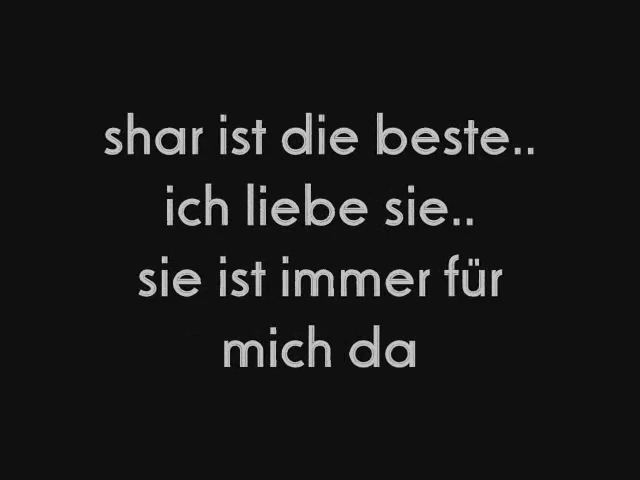 shar ist die beste..
ich liebe sie..
sie ist immer für
mich da